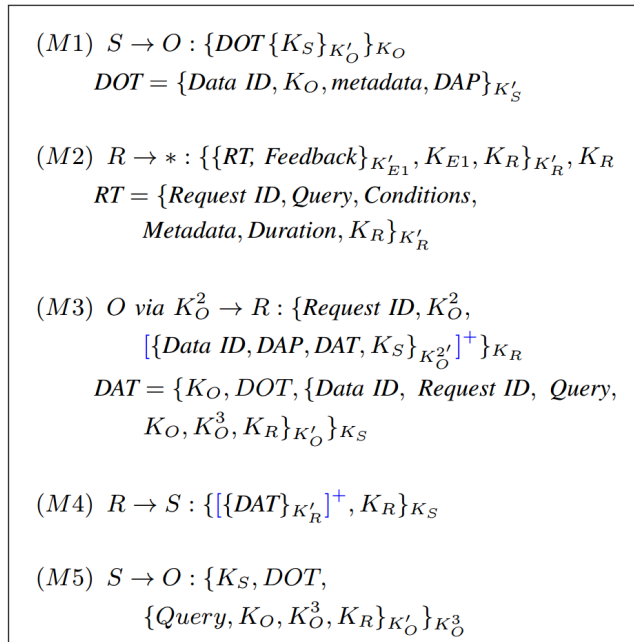 (M1) S → O : {DOT{K_S}_{K'_O}}_{K_O}
DOT = {Data ID, K_O, metadata, DAP}_{K'_S}
(M2) R → ∗ : {{RT, Feedback}_{K'_{E1}}, K_{E1}, K_R}_{K'_R}, K_R
RT = {Request ID, Query, Conditions,
Metadata, Duration, K_R}_{K'_R}
(M3) O via K_O^2 → R : {Request ID, K_O^2,
[{Data ID, DAP, DAT, K_S}_{K_O^{2'}}]^+}_{K_R}
DAT = {K_O, DOT, {Data ID, Request ID, Query,
K_O, K_O^3, K_R}_{K'_O}}_{K_S}
(M4) R → S : {[{DAT}_{K'_R}]^+, K_R}_{K_S}
(M5) S → O : {K_S, DOT,
{Query, K_O, K_O^3, K_R}_{K'_O}}_{K_O^3}